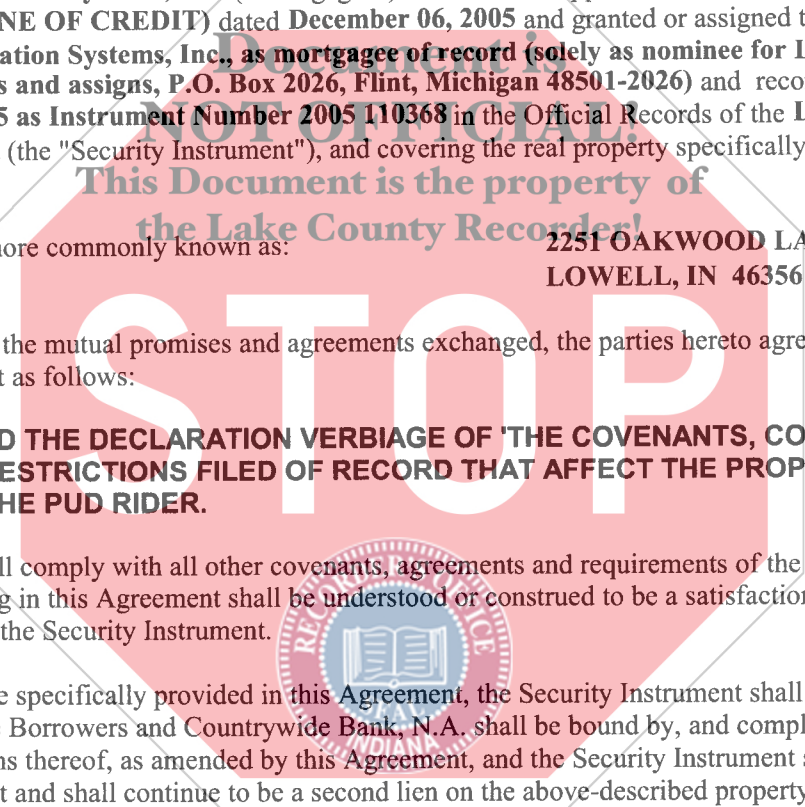 NE OF CREDIT) dated December 06, 2005 and granted or assigned t
ation Systems, Inc., as mortgagee of record (solely as nominee for L
s and assigns, P.O. Box 2026, Flint, Michigan 48501-2026) and reco
5 as Instrument Number 2005 110368 in the Official Records of the L
(the "Security Instrument"), and covering the real property specifically
Document is
NOT OFFICIAL!
This Document is the property of
the Lake County Recorder!
ore commonly known as: 2251 OAKWOOD LA
LOWELL, IN 46356
STOP
the mutual promises and agreements exchanged, the parties hereto agre
t as follows:
D THE DECLARATION VERBIAGE OF 'THE COVENANTS, CO
ESTRICTIONS FILED OF RECORD THAT AFFECT THE PROP
HE PUD RIDER.
ll comply with all other covenants, agreements and requirements of the
g in this Agreement shall be understood or construed to be a satisfaction
the Security Instrument.
RECORDER'S OFFICE
SEAL
INDIANA
e specifically provided in this Agreement, the Security Instrument shall
Borrowers and Countrywide Bank, N.A. shall be bound by, and compl
ns thereof, as amended by this Agreement, and the Security Instrument
t and shall continue to be a second lien on the above-described property